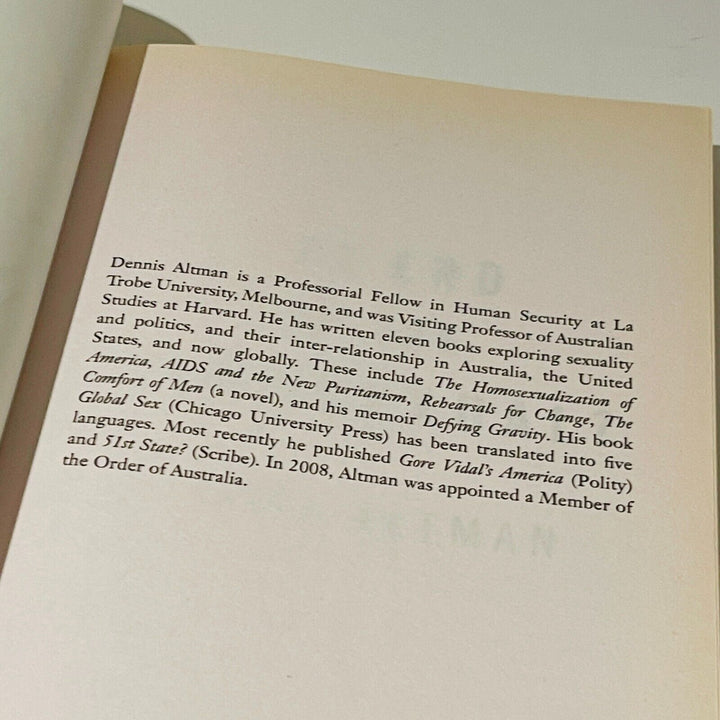 Dennis Altman is a Professorial Fellow in Human Security at La
Trobe University, Melbourne, and was Visiting Professor of Australian
Studies at Harvard. He has written eleven books exploring sexuality
and politics, and their inter-relationship in Australia, the United
States, and now globally. These include The Homosexualization of
America, AIDS and the New Puritanism, Rehearsals for Change, The
Comfort of Men (a novel), and his memoir Defying Gravity. His book
Global Sex (Chicago University Press) has been translated into five
languages. Most recently he published Gore Vidal's America (Polity)
and 51st State? (Scribe). In 2008, Altman was appointed a Member of
the Order of Australia.